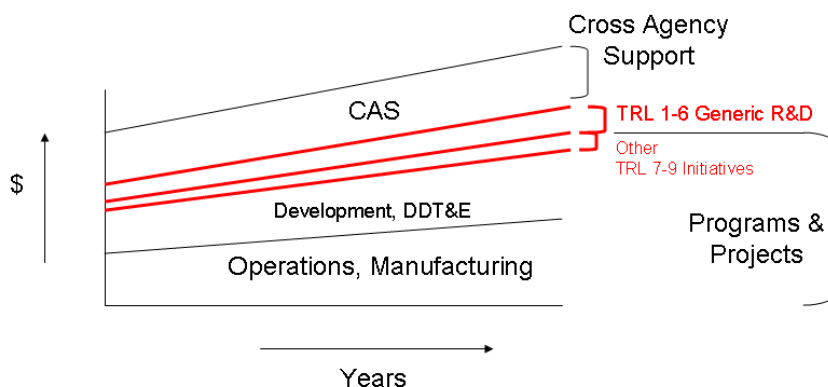 Cross Agency
Support
CAS
TRL 1-6 Generic R&D
Other
TRL 7-9 Initiatives
$
Development, DDT&E
Programs &
Projects
Operations, Manufacturing
Years